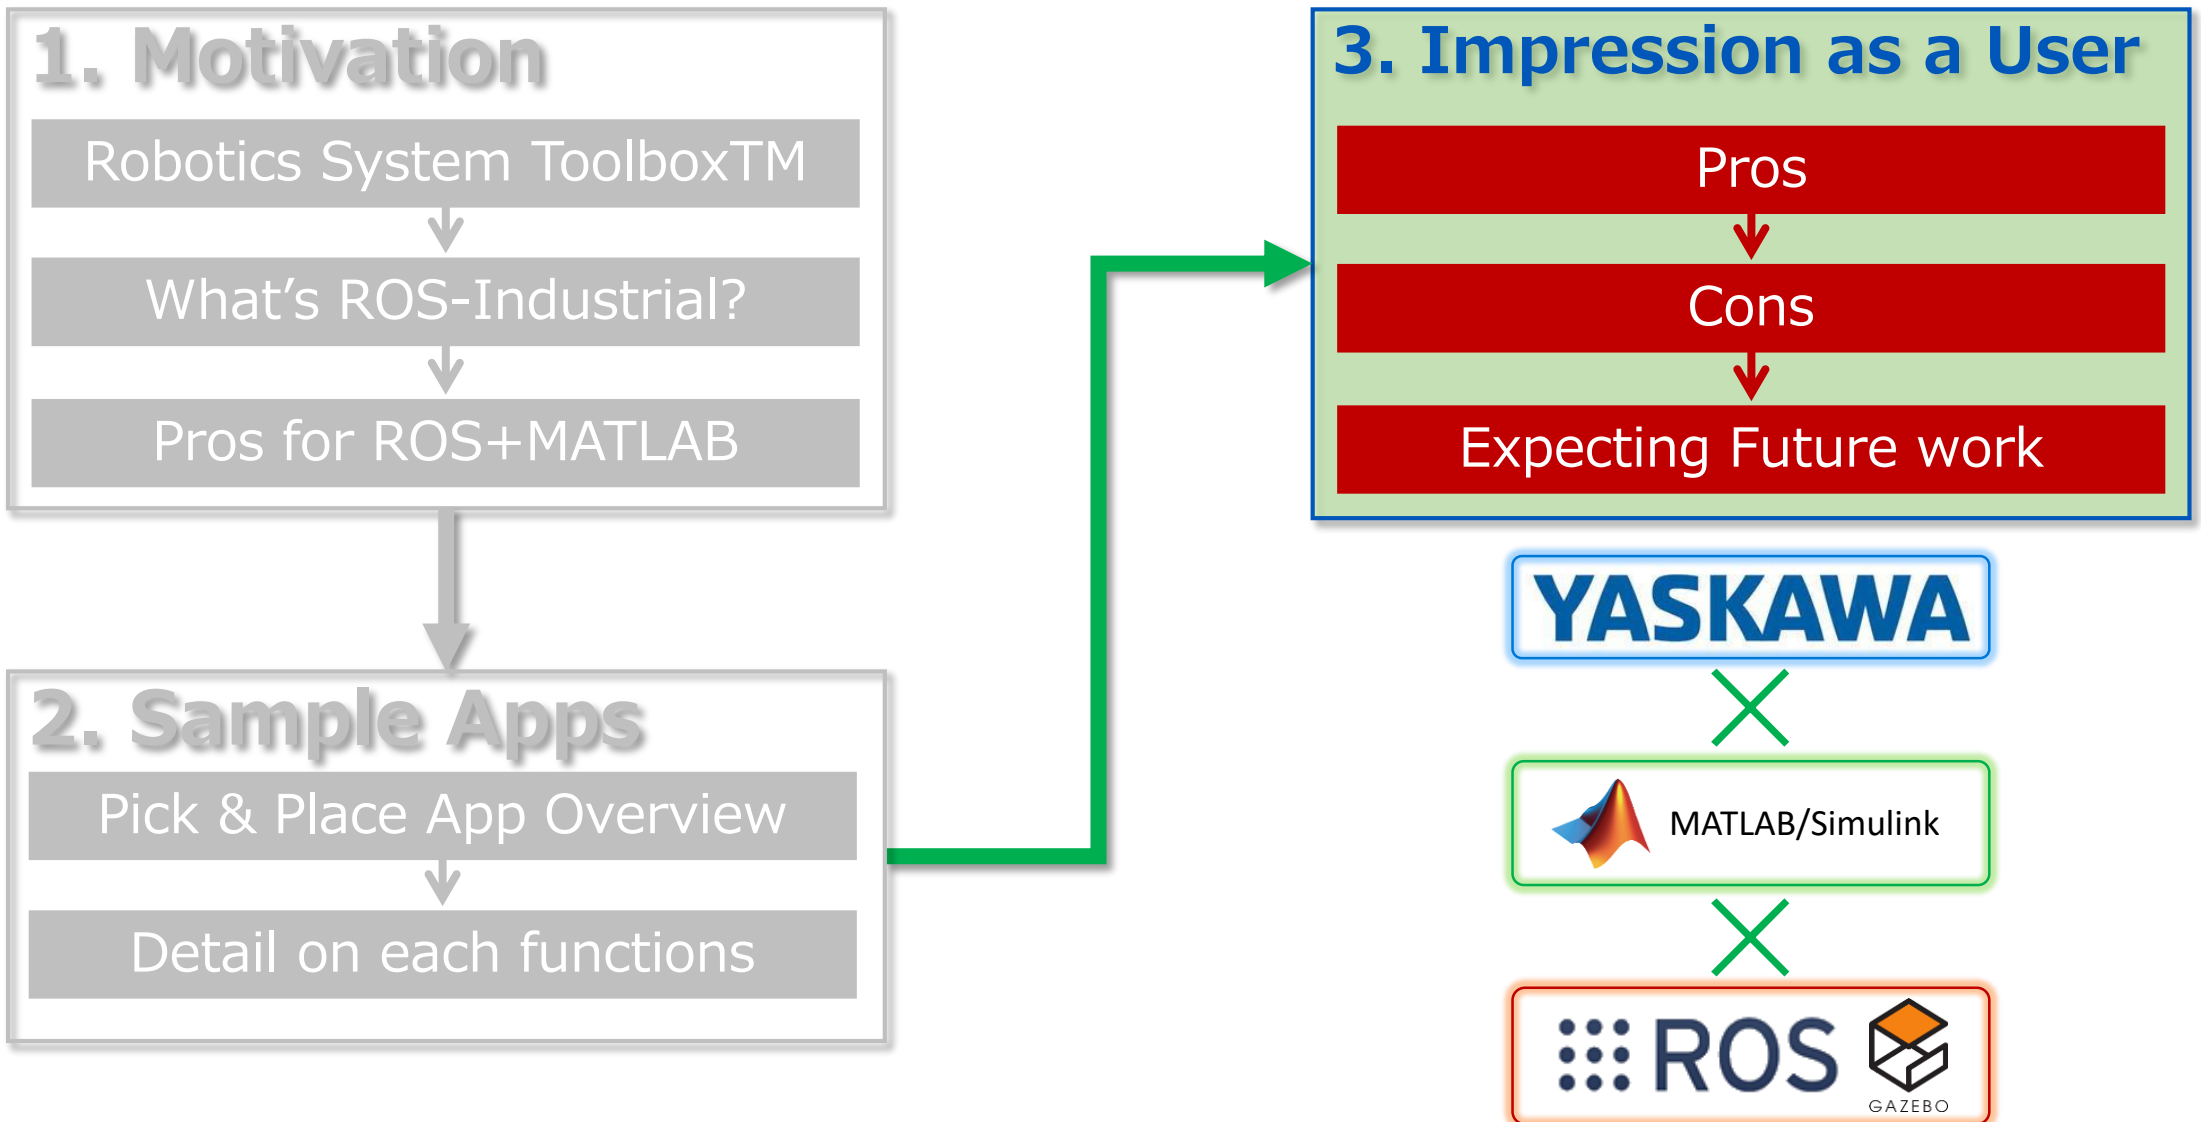 1. Motivation
Robotics System ToolboxTM
What's ROS-Industrial?
Pros for ROS+MATLAB
2. Sample Apps
Pick & Place App Overview
Detail on each functions
3. Impression as a User
Pros
Cons
Expecting Future work
YASKAWA
MATLAB/Simulink
ROS
GAZEBO